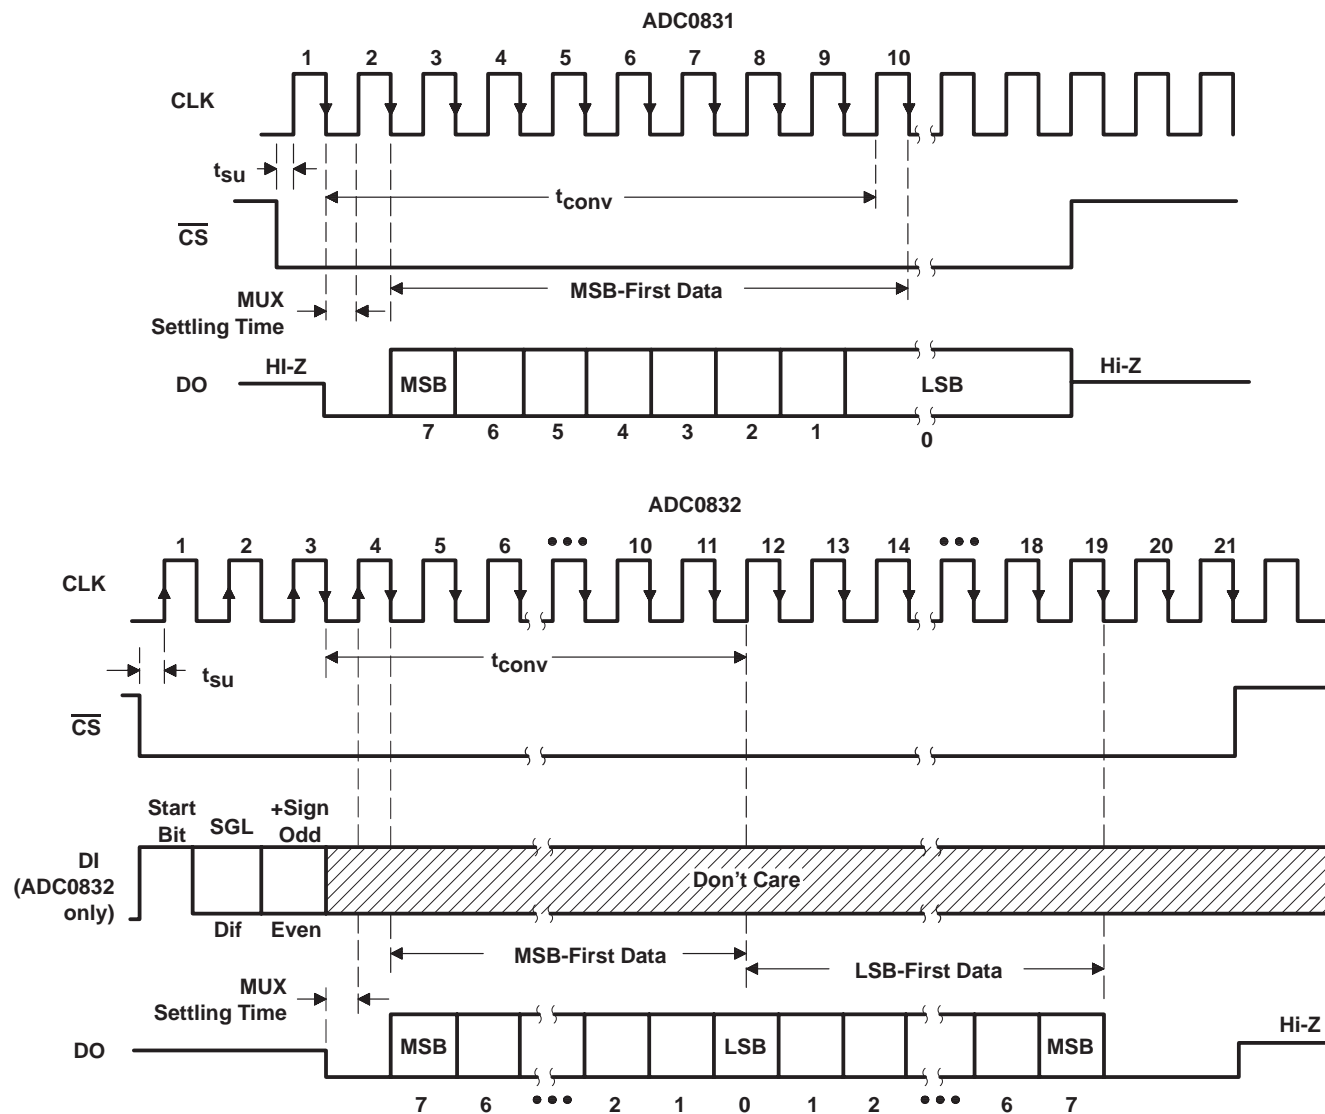 ADC0831
1 2 3 4 5 6 7 8 9 10
CLK
tsu
tconv
CS
MSB-First Data
MUX
Settling Time
HI-Z
Hi-Z
DO
MSB
LSB
7 6 5 4 3 2 1 0
ADC0832
1 2 3 4 5 6 ••• 10 11 12 13 14 ••• 18 19 20 21
CLK
tsu
tconv
CS
Start
Bit
SGL
+Sign
Odd
DI
(ADC0832
only)
Don't Care
Dif
Even
MSB-First Data
LSB-First Data
MUX
Settling Time
Hi-Z
DO
MSB
LSB
MSB
7 6 ••• 2 1 0 1 2 ••• 6 7